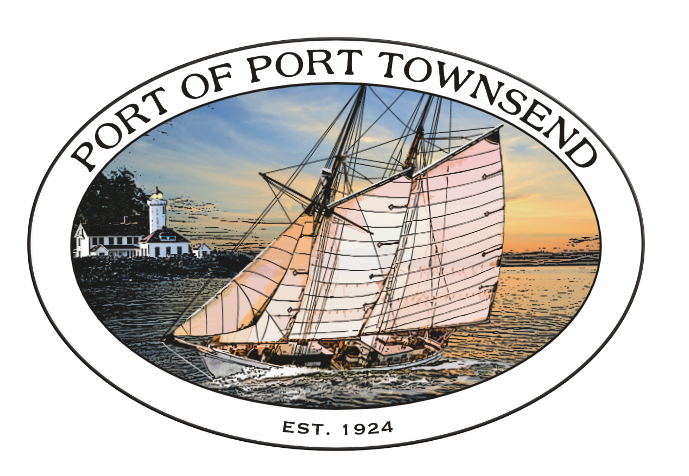 PORT OF PORT TOWNSEND
EST. 1924